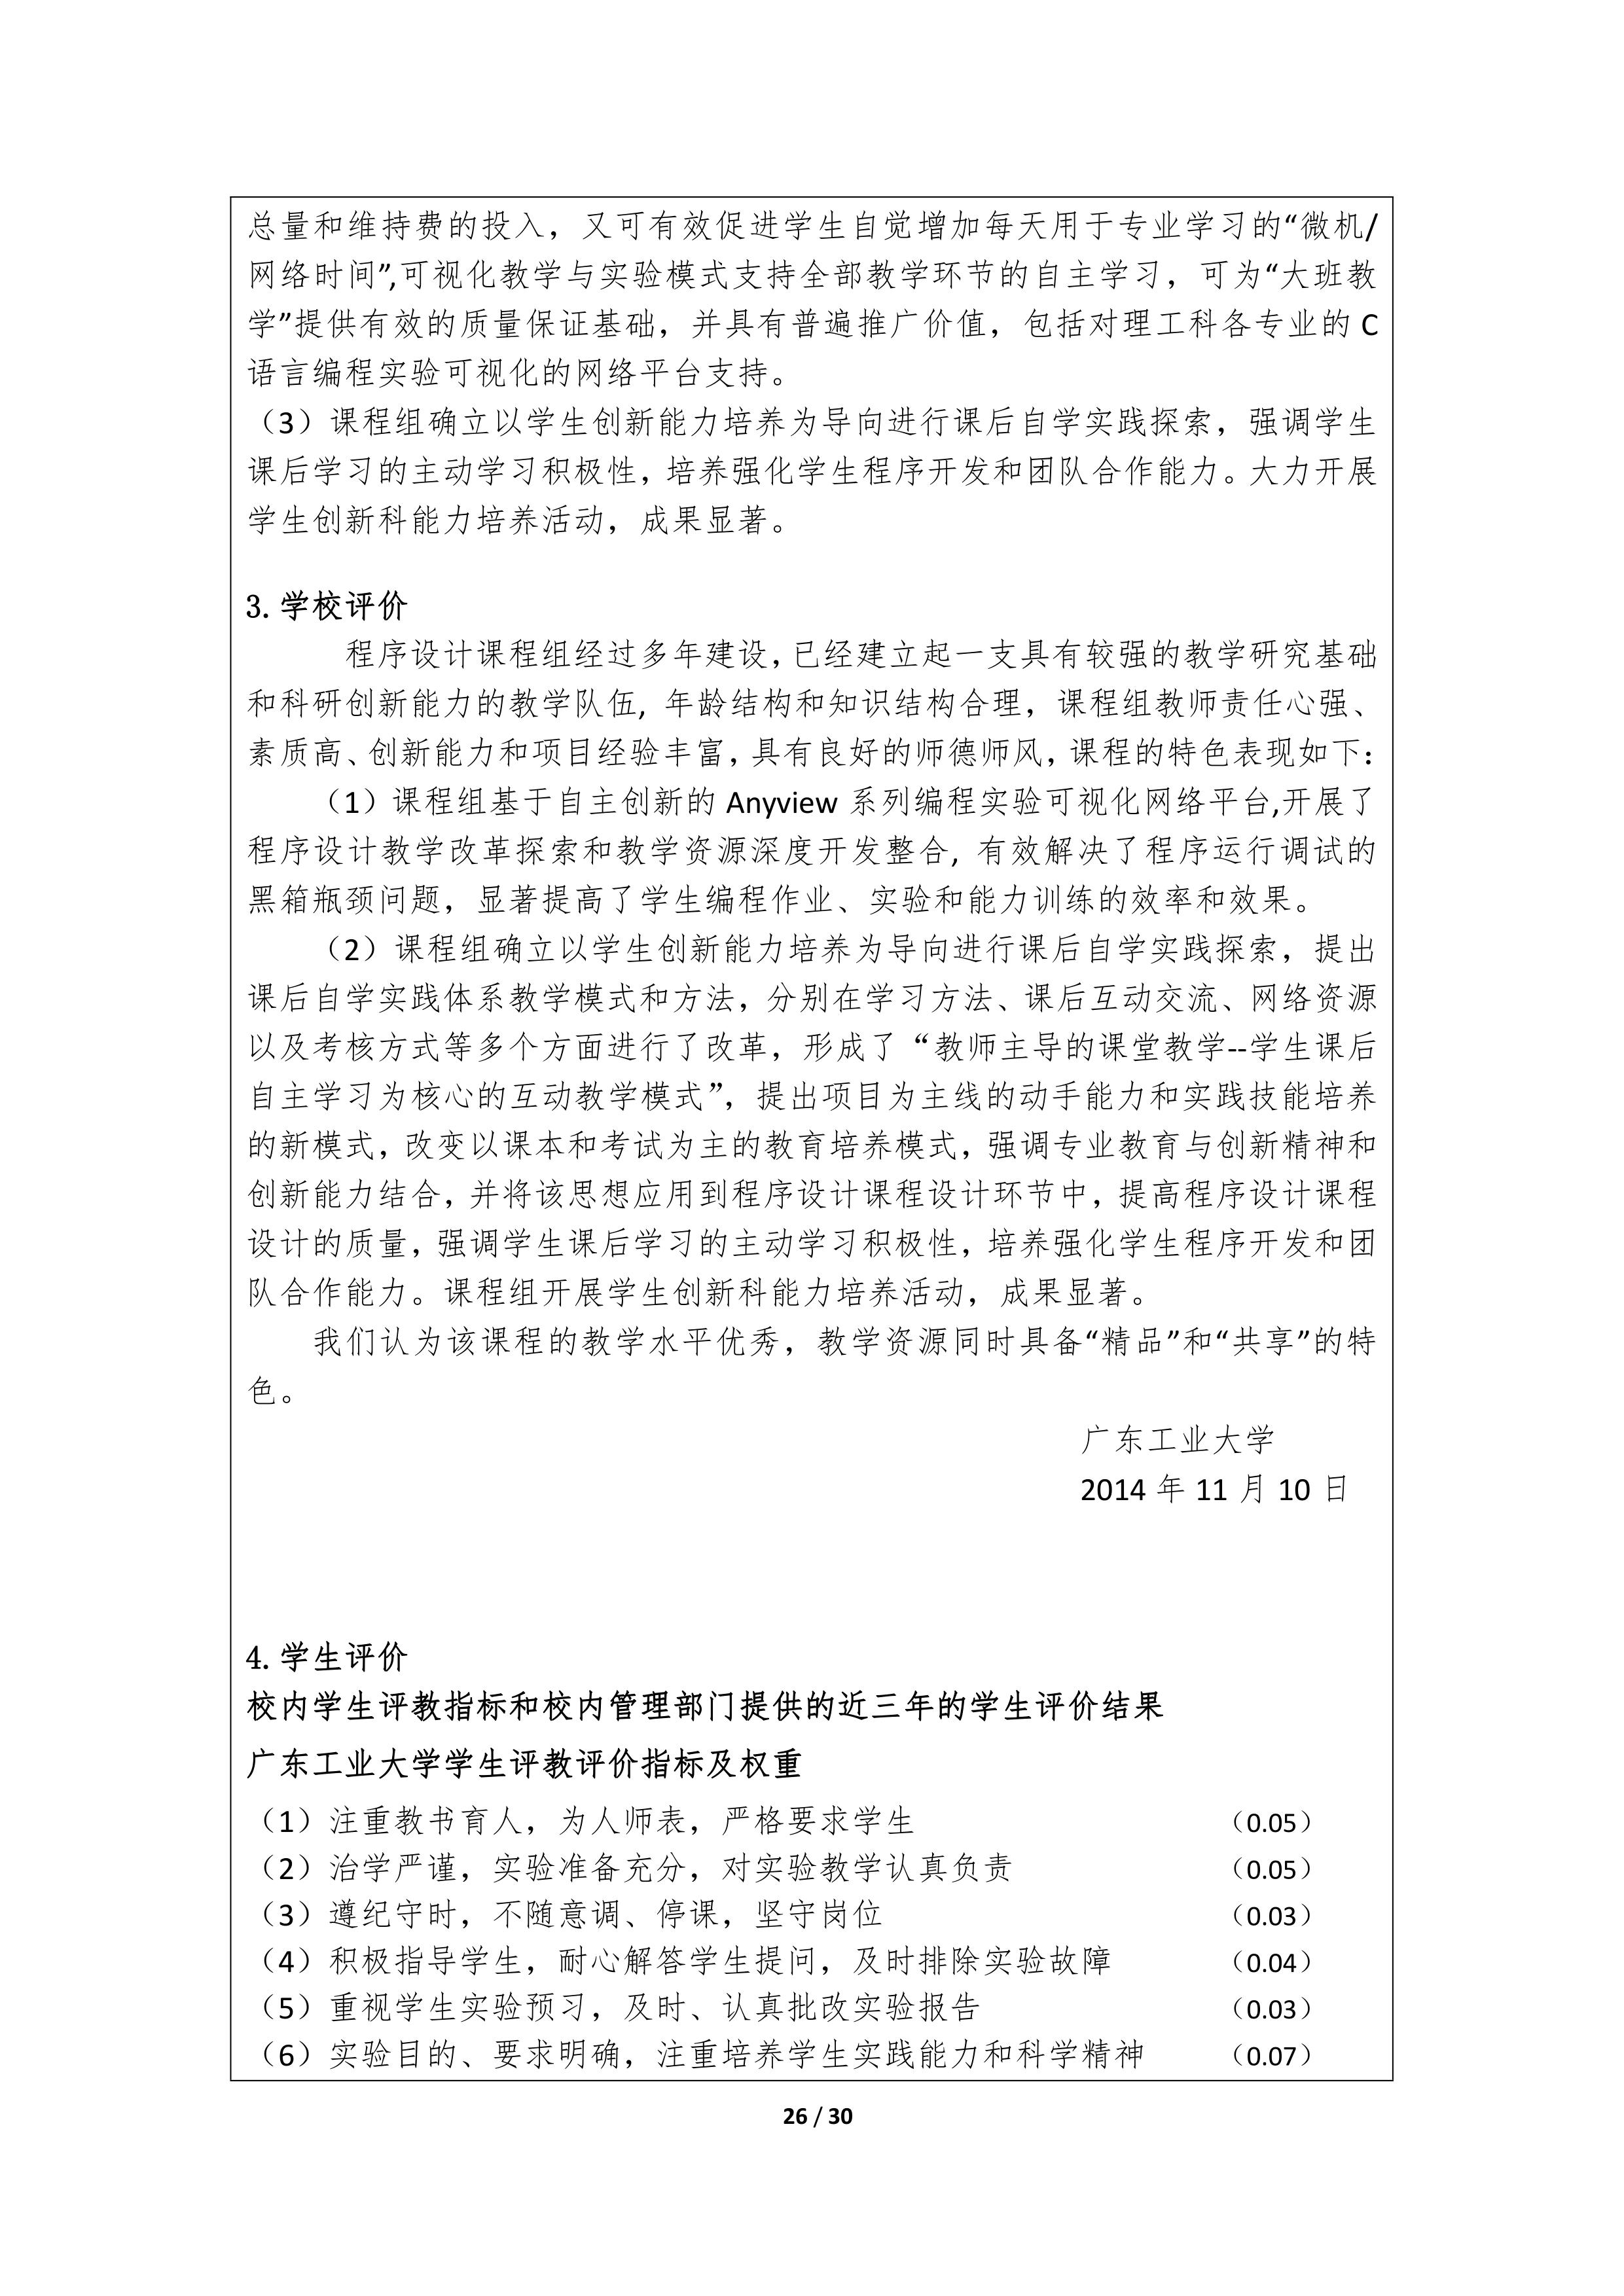 总量和维持费的投入，又可有效促进学生自觉增加每天用于专业学习的“微机/
网络时间”,可视化教学与实验模式支持全部教学环节的自主学习，可为“大班教
学”提供有效的质量保证基础，并具有普遍推广价值，包括对理工科各专业的 C
语言编程实验可视化的网络平台支持。
（3）课程组确立以学生创新能力培养为导向进行课后自学实践探索，强调学生
课后学习的主动学习积极性，培养强化学生程序开发和团队合作能力。大力开展
学生创新科能力培养活动，成果显著。
3. 学校评价
程序设计课程组经过多年建设，已经建立起一支具有较强的教学研究基础
和科研创新能力的教学队伍, 年龄结构和知识结构合理，课程组教师责任心强、
素质高、创新能力和项目经验丰富，具有良好的师德师风，课程的特色表现如下：
（1）课程组基于自主创新的 Anyview 系列编程实验可视化网络平台,开展了
程序设计教学改革探索和教学资源深度开发整合, 有效解决了程序运行调试的
黑箱瓶颈问题，显著提高了学生编程作业、实验和能力训练的效率和效果。
（2）课程组确立以学生创新能力培养为导向进行课后自学实践探索，提出
课后自学实践体系教学模式和方法，分别在学习方法、课后互动交流、网络资源
以及考核方式等多个方面进行了改革，形成了“教师主导的课堂教学--学生课后
自主学习为核心的互动教学模式”，提出项目为主线的动手能力和实践技能培养
的新模式，改变以课本和考试为主的教育培养模式，强调专业教育与创新精神和
创新能力结合，并将该思想应用到程序设计课程设计环节中，提高程序设计课程
设计的质量，强调学生课后学习的主动学习积极性，培养强化学生程序开发和团
队合作能力。课程组开展学生创新科能力培养活动，成果显著。
我们认为该课程的教学水平优秀，教学资源同时具备“精品”和“共享”的特
色。
广东工业大学
2014 年 11 月 10 日
4. 学生评价
校内学生评教指标和校内管理部门提供的近三年的学生评价结果
广东工业大学学生评教评价指标及权重
（1）注重教书育人，为人师表，严格要求学生 （0.05）
（2）治学严谨，实验准备充分，对实验教学认真负责 （0.05）
（3）遵纪守时，不随意调、停课，坚守岗位 （0.03）
（4）积极指导学生，耐心解答学生提问，及时排除实验故障 （0.04）
（5）重视学生实验预习，及时、认真批改实验报告 （0.03）
（6）实验目的、要求明确，注重培养学生实践能力和科学精神 （0.07）
26 / 30